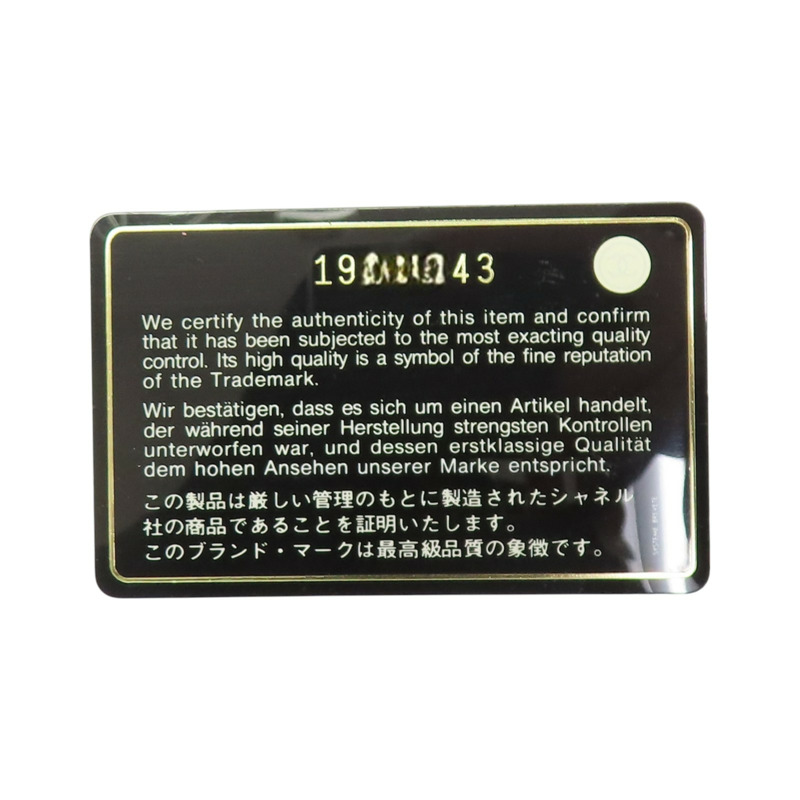 19 43
We certify the authenticity of this item and confirm
that it has been subjected to the most exacting quality
control. Its high quality is a symbol of the fine reputation
of the Trademark.
Wir bestätigen, dass es sich um einen Artikel handelt,
der während seiner Herstellung strengsten Kontrollen
unterworfen war, und dessen erstklassige Qualität
dem hohen Ansehen unserer Marke entspricht.
この製品は厳しい管理のもとに製造されたシャネル
社の商品であることを証明いたします。
このブランド・マークは最高級品質の象徴です。